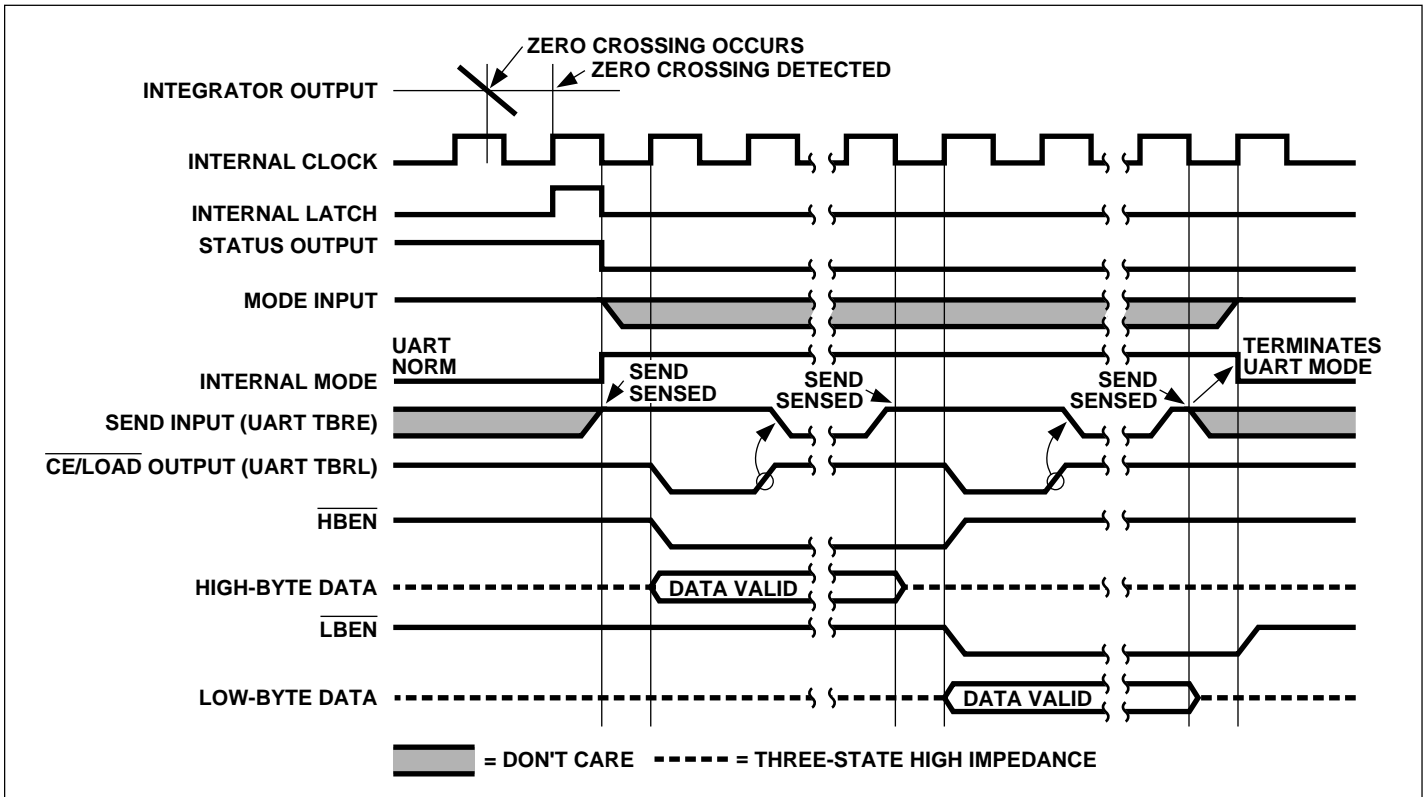 ZERO CROSSING OCCURS
ZERO CROSSING DETECTED
INTEGRATOR OUTPUT
INTERNAL CLOCK
INTERNAL LATCH
STATUS OUTPUT
MODE INPUT
UART
NORM
TERMINATES
UART MODE
INTERNAL MODE
SEND
SENSED
SEND
SENSED
SEND
SENSED
SEND INPUT (UART TBRE)
CE/LOAD OUTPUT (UART TBRL)
HBEN
HIGH-BYTE DATA
DATA VALID
LBEN
LOW-BYTE DATA
DATA VALID
= DON'T CARE
= THREE-STATE HIGH IMPEDANCE